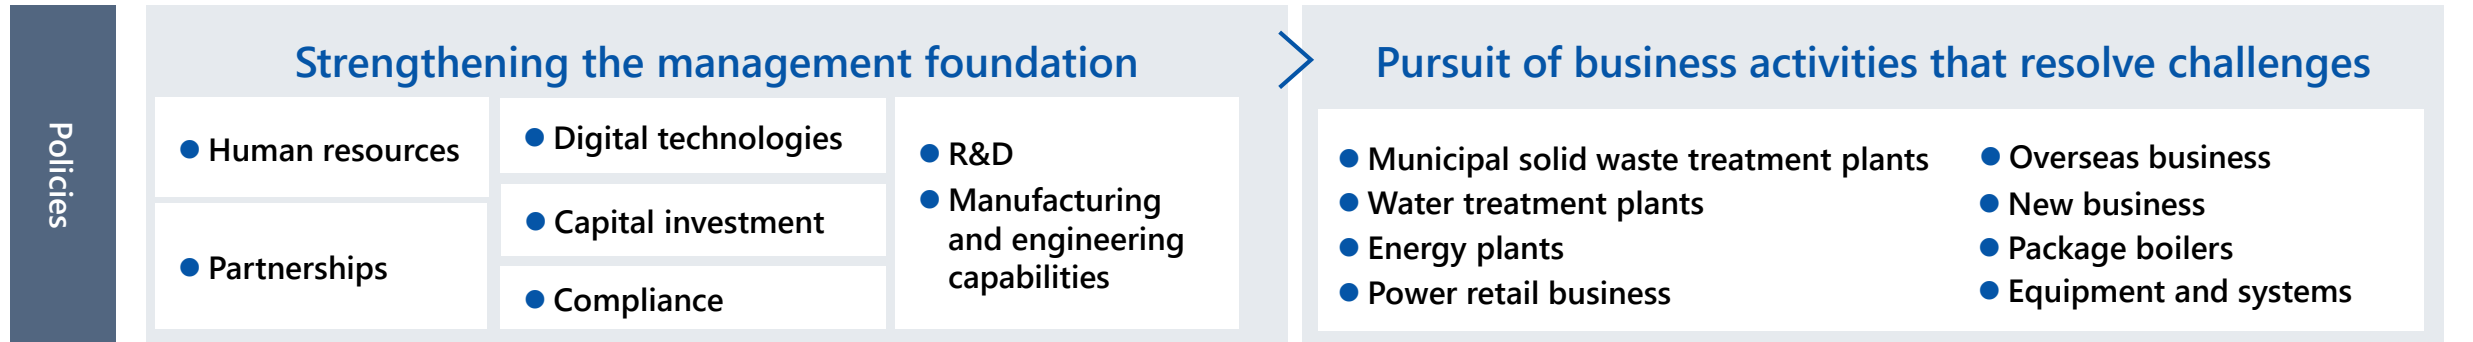 Policies
Strengthening the management foundation
Human resources
Partnerships
Digital technologies
Capital investment
Compliance
R&D
Manufacturing
and engineering
capabilities
Pursuit of business activities that resolve challenges
Municipal solid waste treatment plants
Water treatment plants
Energy plants
Power retail business
Overseas business
New business
Package boilers
Equipment and systems